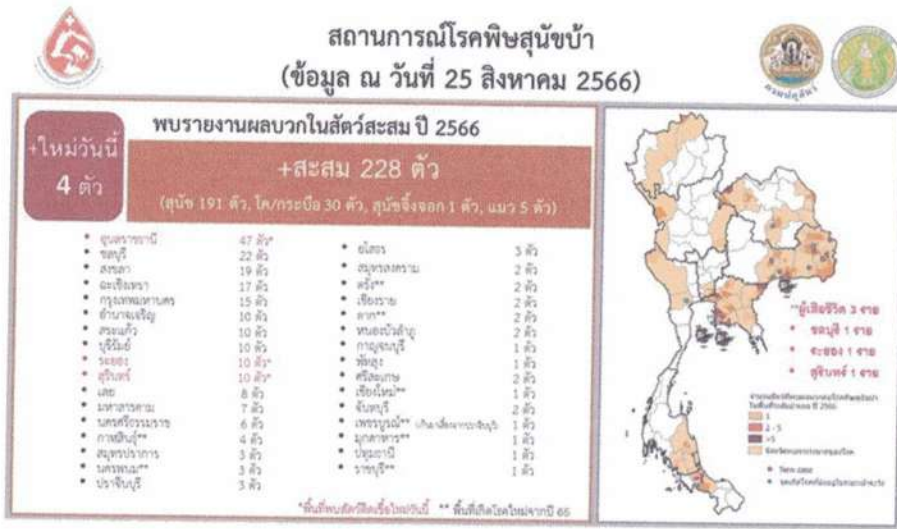 สถานการณ์โรคพิษสุนัขบ้า
(ข้อมูล ณ วันที่ 25 สิงหาคม 2566)
กรมปศุสัตว์
พบรายงานผลบวกในสัตว์สะสม ปี 2566
+ใหม่วันนี้
4 ตัว
+สะสม 228 ตัว
(สุนัข 191 ตัว, โค/กระบือ 30 ตัว, สุนัขจิ้งจอก 1 ตัว, แมว 5 ตัว)
• อุบลราชธานี 47 ตัว*
• ชลบุรี 22 ตัว
• สงขลา 19 ตัว
• ฉะเชิงเทรา 17 ตัว
• กรุงเทพมหานคร 15 ตัว
• อำนาจเจริญ 10 ตัว
• สระแก้ว 10 ตัว
• บุรีรัมย์ 10 ตัว
• ระยอง 10 ตัว*
• สุรินทร์ 10 ตัว*
• เลย 8 ตัว
• มหาสารคาม 7 ตัว
• นครศรีธรรมราช 6 ตัว
• กาฬสินธุ์** 4 ตัว
• สมุทรปราการ 3 ตัว
• นครพนม** 3 ตัว
• ปราจีนบุรี 3 ตัว
• ยโสธร 3 ตัว
• สมุทรสงคราม 2 ตัว
• ตรัง** 2 ตัว
• เชียงราย 2 ตัว
• ตาก** 2 ตัว
• หนองบัวลำภู 2 ตัว
• กาญจนบุรี 1 ตัว
• พัทลุง 1 ตัว
• ศรีสะเกษ 2 ตัว
• เชียงใหม่** 1 ตัว
• จันทบุรี 2 ตัว
• เพชรบูรณ์** 1 ตัว
• มุกดาหาร** 1 ตัว
• ปทุมธานี 1 ตัว
• ราชบุรี** 1 ตัว
*พื้นที่พบสัตว์ติดเชื้อใหม่วันนี้ ** พื้นที่เกิดโรคใหม่จากปี 65
**ผู้เสียชีวิต 3 ราย
• ชลบุรี 1 ราย
• ระยอง 1 ราย
• สุรินทร์ 1 ราย
1
2 - 5
>5
New case